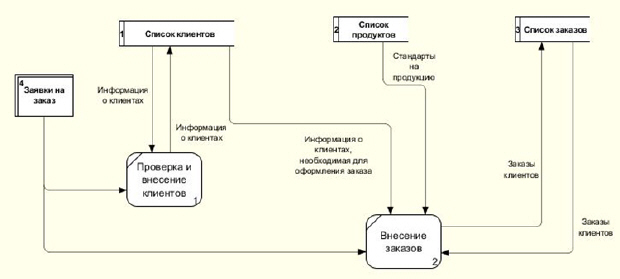 1 Список клиентов
2 Список
продуктов
3 Список заказов
4
Заявки на
заказ
Информация
о клиентах
Информация
о клиентах
Стандарты
на
продукцию
Информация о
клиентах,
необходимая для
оформления заказа
Заказы
клиентов
Заказы
клиентов
Проверка и
внесение
клиентов
1
Внесение
заказов
2